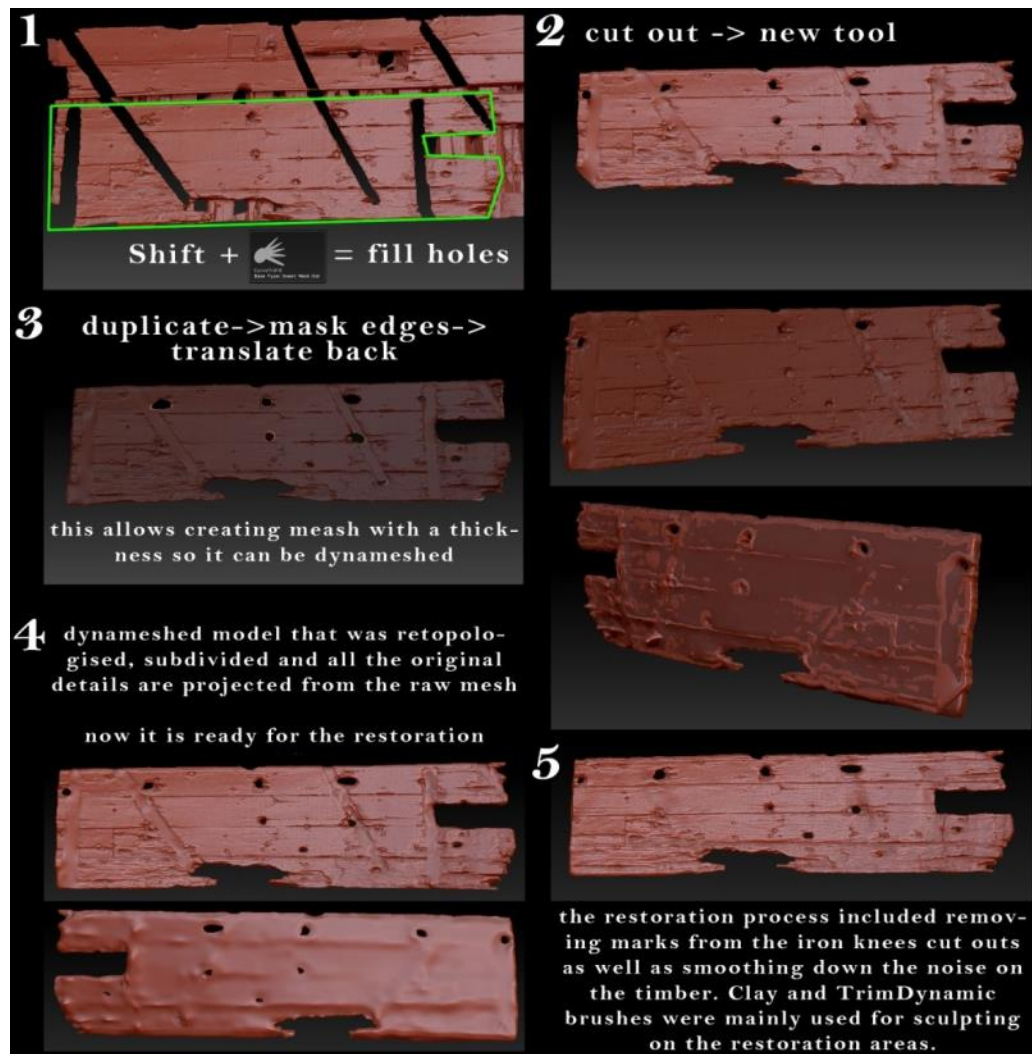 1
Shift + = fill holes
2 cut out -> new tool
3 duplicate->mask edges->
translate back
this allows creating meash with a thick-
ness so it can be dynameshed
4 dynameshed model that was retopolo-
gised, subdivided and all the original
details are projected from the raw mesh
now it is ready for the restoration
5
the restoration process included remov-
ing marks from the iron knees cut outs
as well as smoothing down the noise on
the timber. Clay and TrimDynamic
brushes were mainly used for sculpting
on the restoration areas.